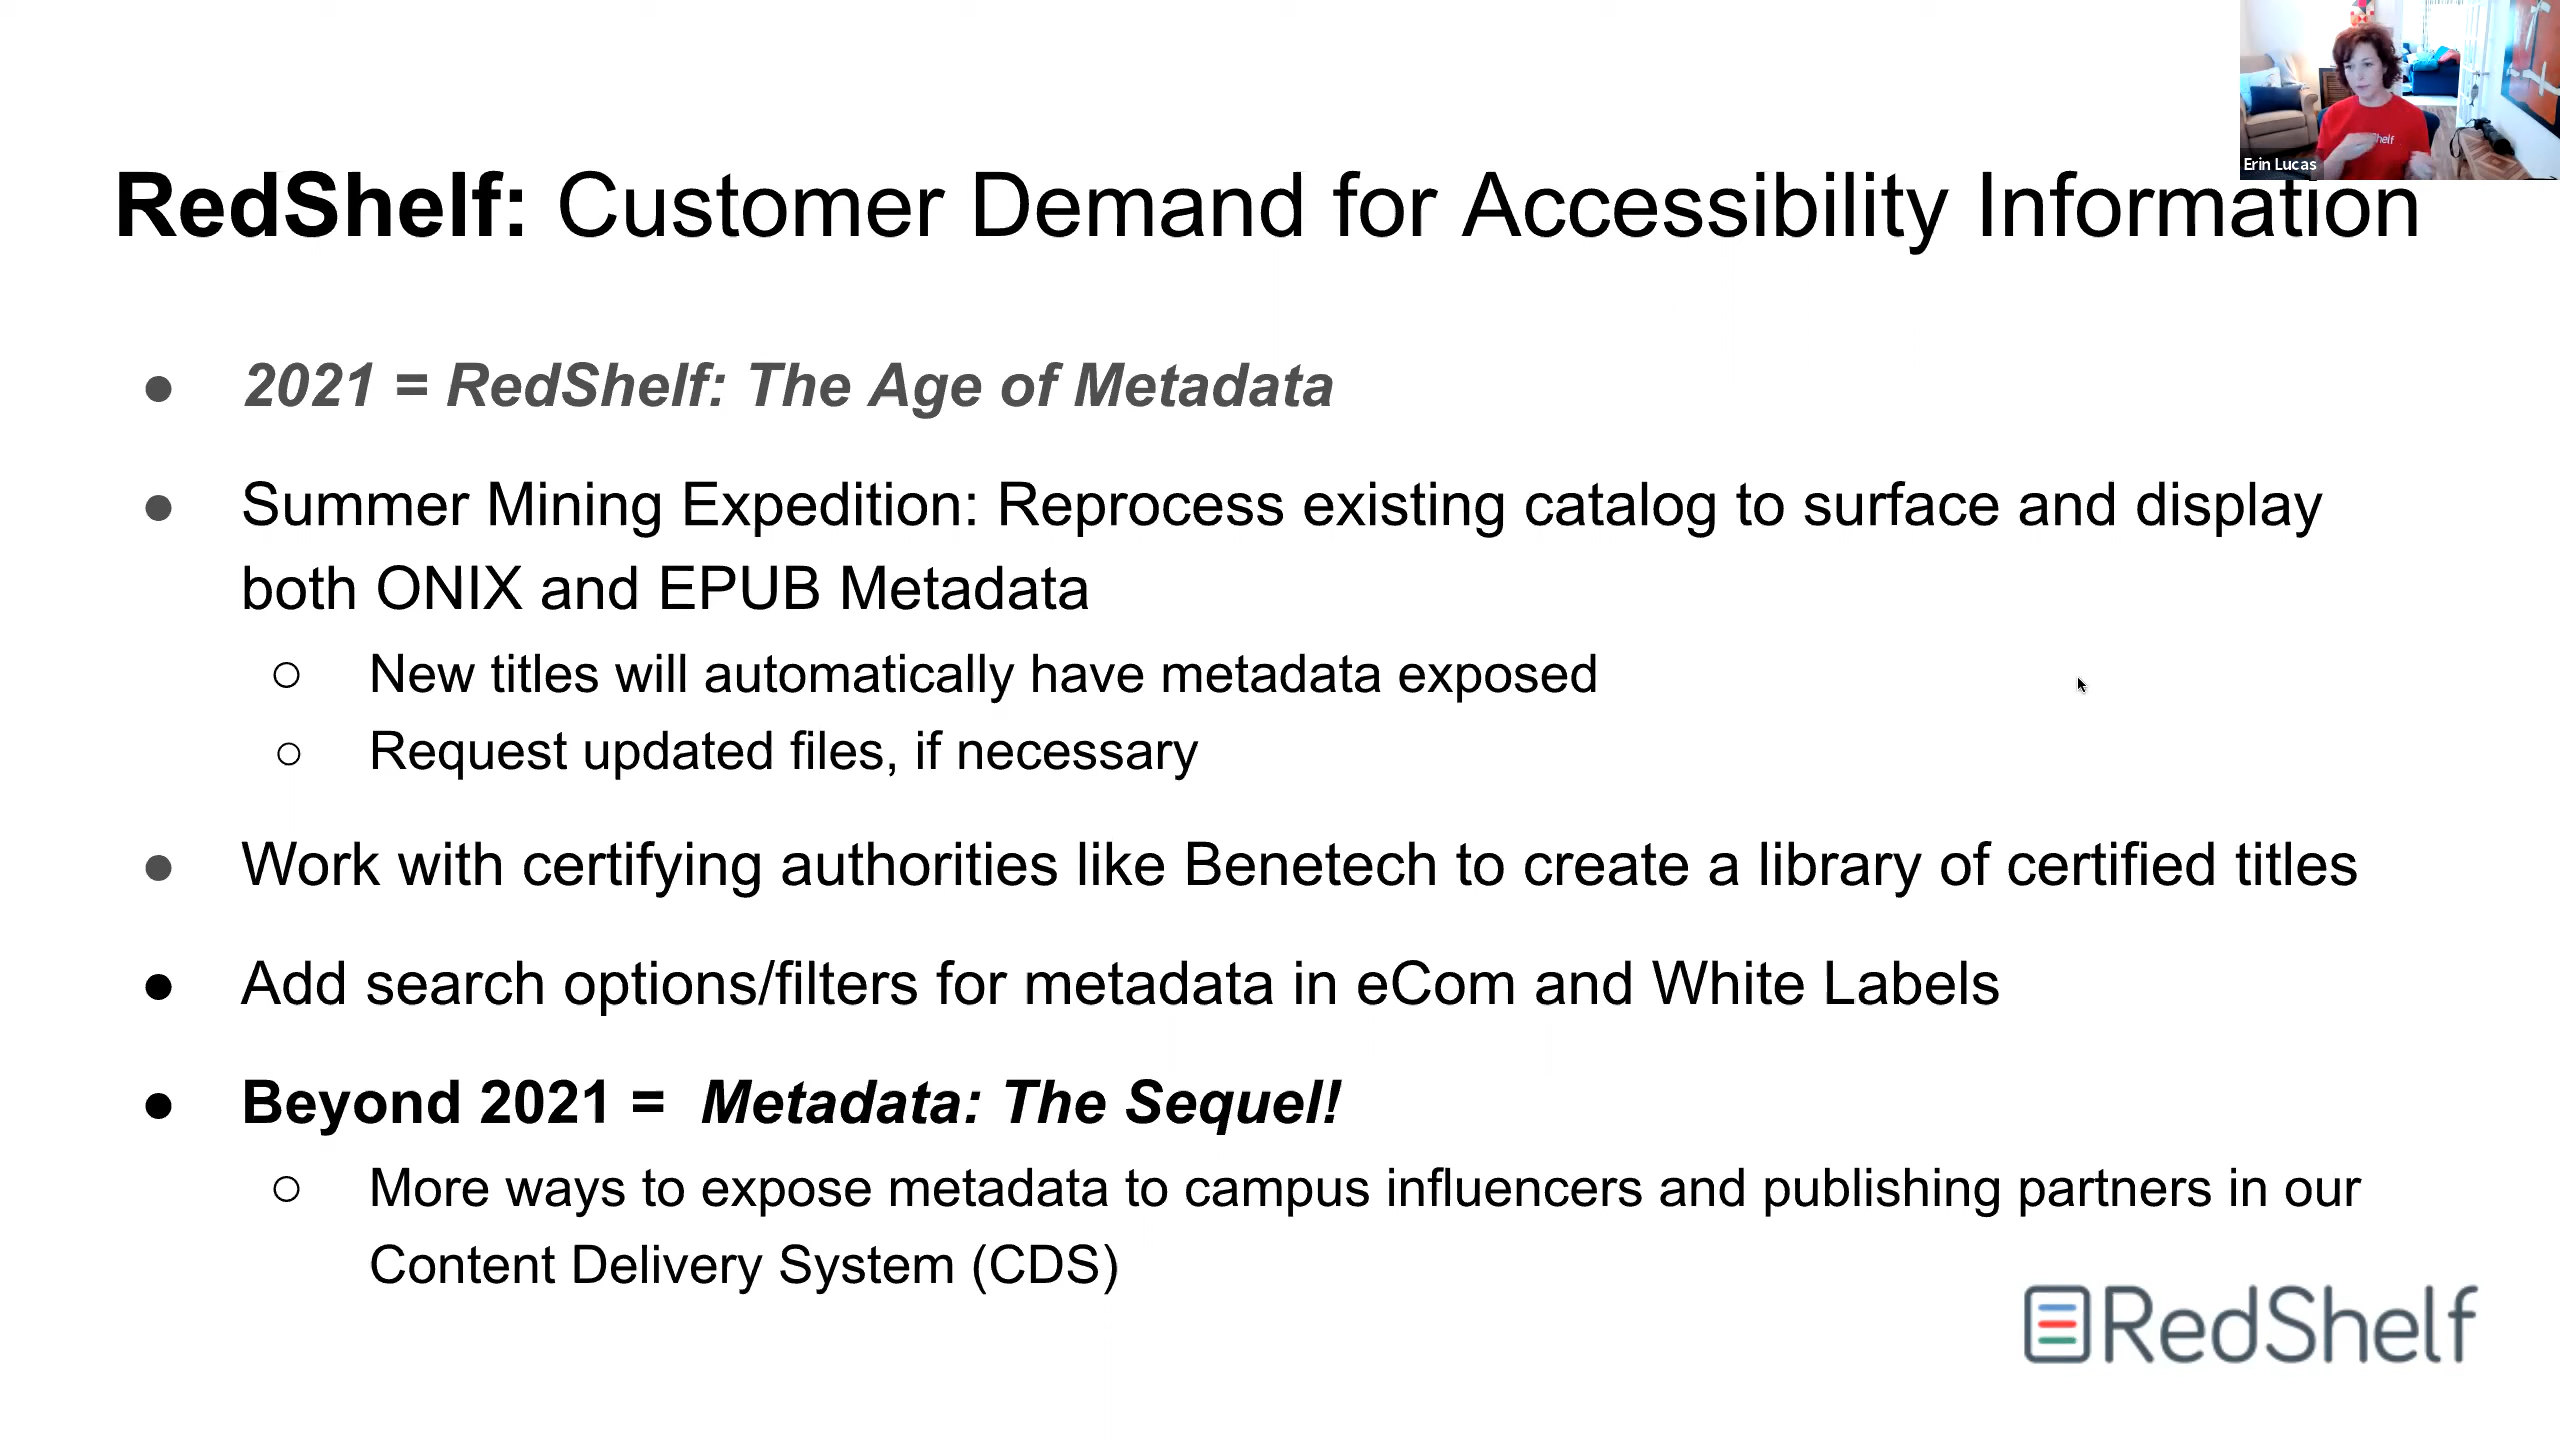 Erin Lucas
helf
RedShelf: Customer Demand for Accessibility Information
● 2021 = RedShelf: The Age of Metadata
● Summer Mining Expedition: Reprocess existing catalog to surface and display
both ONIX and EPUB Metadata
○ New titles will automatically have metadata exposed
○ Request updated files, if necessary
● Work with certifying authorities like Benetech to create a library of certified titles
● Add search options/filters for metadata in eCom and White Labels
● Beyond 2021 = Metadata: The Sequel!
○ More ways to expose metadata to campus influencers and publishing partners in our
Content Delivery System (CDS)
RedShelf